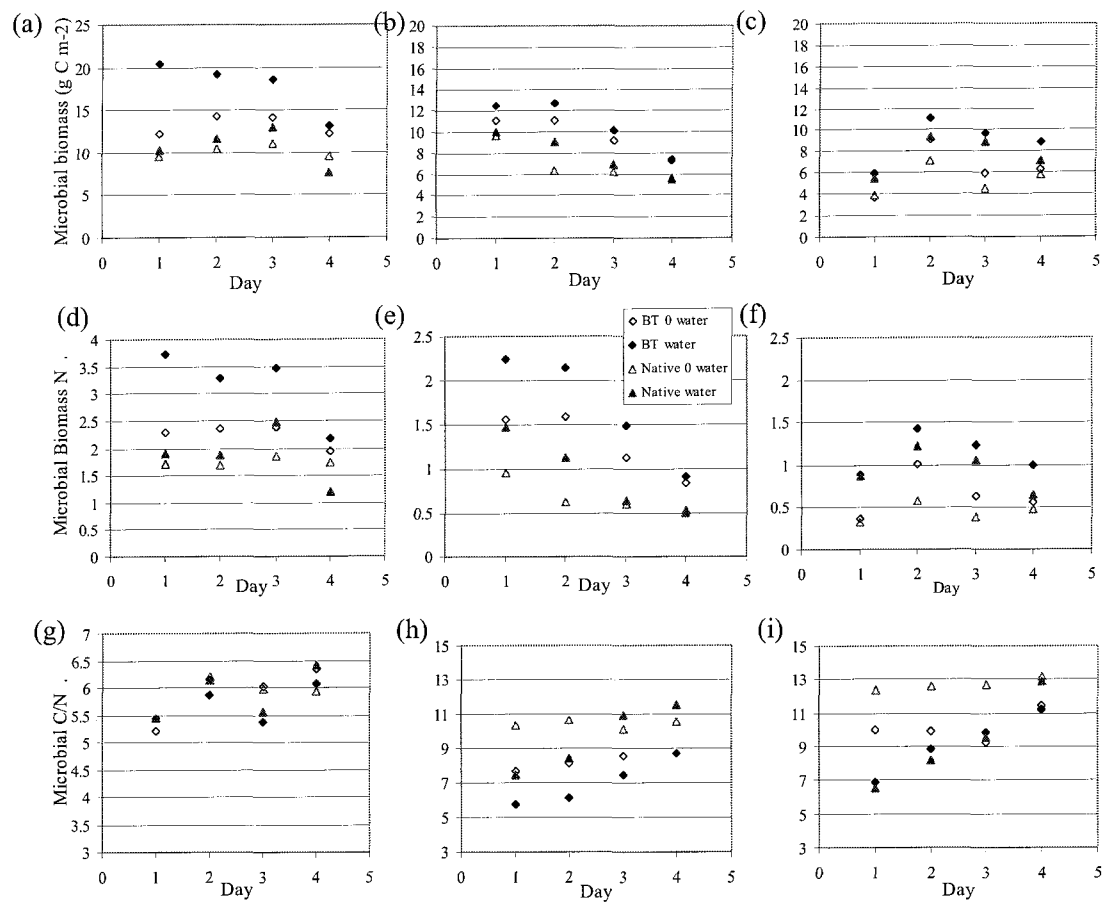 (a)
(b)
(c)
Microbial biomass (g C m-2)
25
20
15
10
5
0
20
18
16
14
12
10
8
6
4
2
0
20
18
16
14
12
10
8
6
4
2
0
0 1 2 3 4 5
0 1 2 3 4 5
0 1 2 3 4 5
Day
Day
Day
(d)
(e)
(f)
Microbial Biomass N .
4
3.5
3
2.5
2
1.5
1
0.5
0
2.5
2
1.5
1
0.5
0
BT 0 water
BT water
Native 0 water
Native water
2.5
2
1.5
1
0.5
0
0 1 2 3 4 5
0 1 2 3 4 5
0 1 2 3 4 5
Day
Day
Day
(g)
(h)
(i)
Microbial C/N .
7
6.5
6
5.5
5
4.5
4
3.5
3
15
13
11
9
7
5
3
15
13
11
9
7
5
3
0 1 2 3 4 5
0 1 2 3 4 5
0 1 2 3 4 5
Day
Day
Day